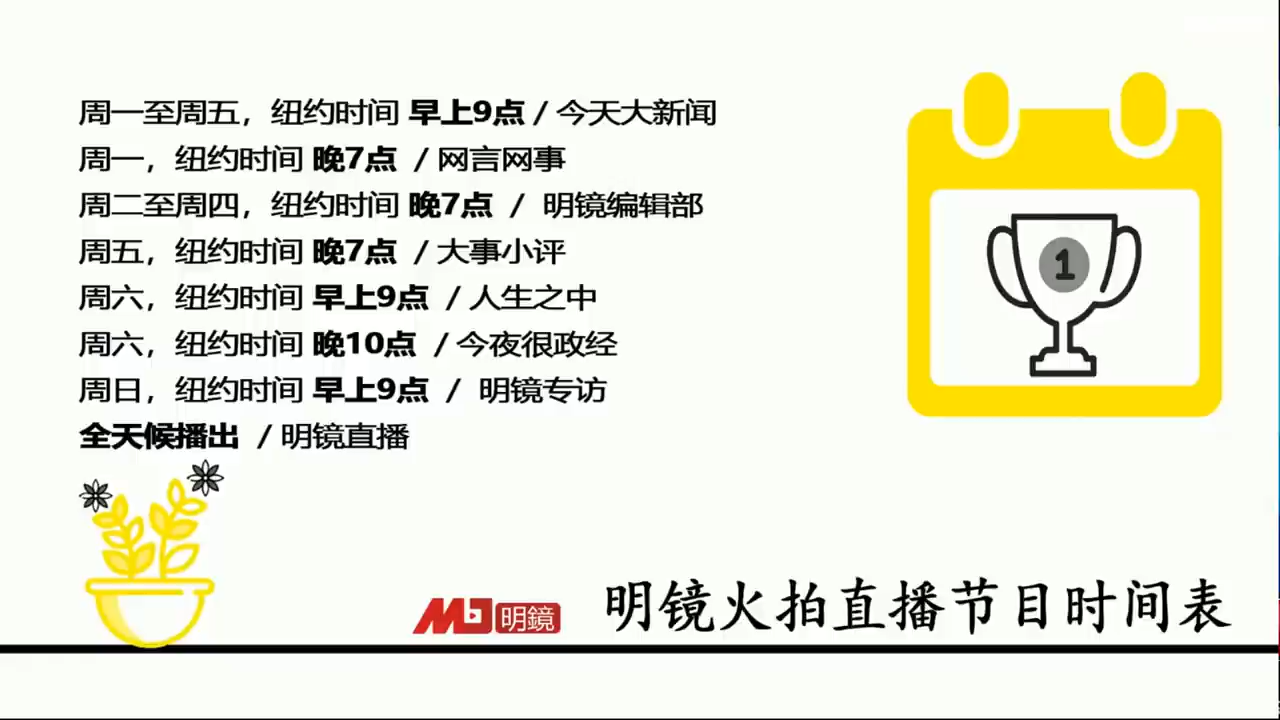 周一至周五，纽约时间 早上9点 / 今天大新闻
周一，纽约时间 晚7点 / 网言网事
周二至周四，纽约时间 晚7点 / 明镜编辑部
周五，纽约时间 晚7点 / 大事小评
周六，纽约时间 早上9点 / 人生之中
周六，纽约时间 晚10点 / 今夜很政经
周日，纽约时间 早上9点 / 明镜专访
全天候播出 / 明镜直播
1
明鏡
明镜火拍直播节目时间表